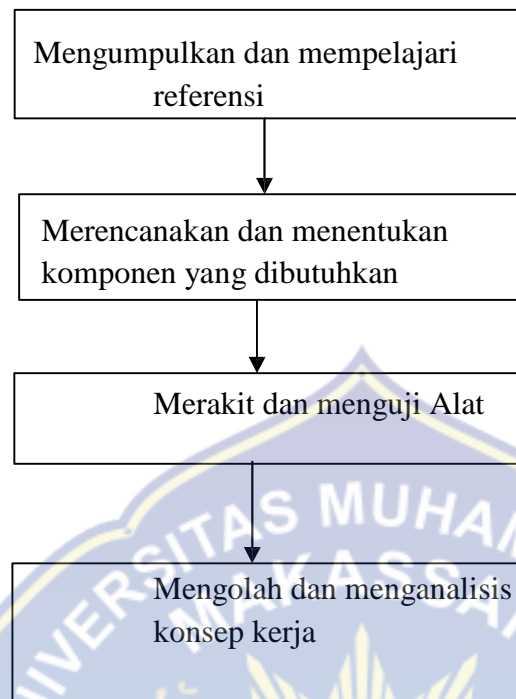 Mengumpulkan dan mempelajari
referensi
Merencanakan dan menentukan
komponen yang dibutuhkan
Merakit dan menguji Alat
Mengolah dan menganalisis
konsep kerja